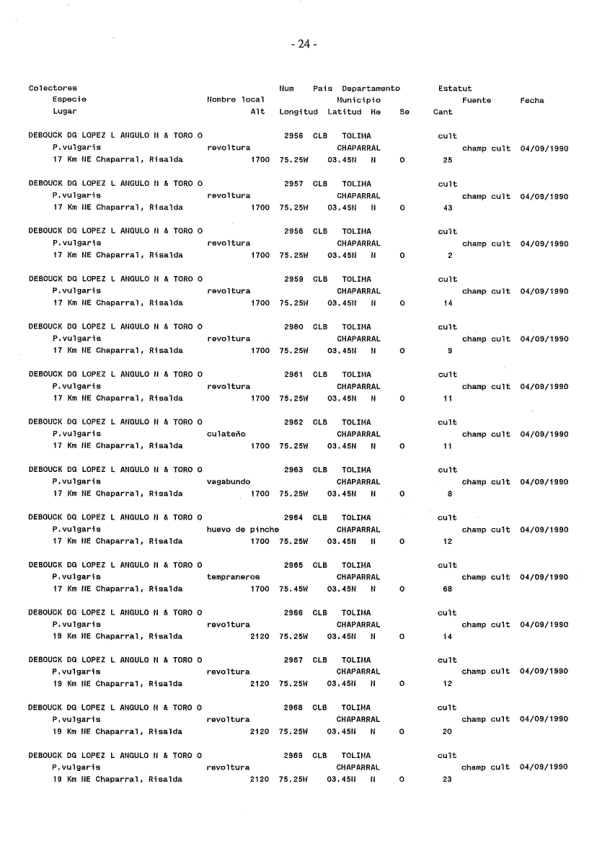 - 24 -
Colectores Num Pais Departamento Estatut
Especie Nombre local Municipio Fuente Fecha
Lugar Alt Longitud Latitud He Se Cant
DEBOUCK DG LOPEZ L ANGULO N & TORO O 2956 CLB TOLIMA cult
P.vulgaris revoltura CHAPARRAL champ cult 04/09/1990
17 Km NE Chaparral, Risalda 1700 75.25W 03.45N N O 25
DEBOUCK DG LOPEZ L ANGULO N & TORO O 2957 CLB TOLIMA cult
P.vulgaris revoltura CHAPARRAL champ cult 04/09/1990
17 Km NE Chaparral, Risalda 1700 75.25W 03.45N N O 43
DEBOUCK DG LOPEZ L ANGULO N & TORO O 2958 CLB TOLIMA cult
P.vulgaris revoltura CHAPARRAL champ cult 04/09/1990
17 Km NE Chaparral, Risalda 1700 75.25W 03.45N N O 2
DEBOUCK DG LOPEZ L ANGULO N & TORO O 2959 CLB TOLIMA cult
P.vulgaris revoltura CHAPARRAL champ cult 04/09/1990
17 Km NE Chaparral, Risalda 1700 75.25W 03.45N N O 14
DEBOUCK DG LOPEZ L ANGULO N & TORO O 2960 CLB TOLIMA cult
P.vulgaris revoltura CHAPARRAL champ cult 04/09/1990
17 Km NE Chaparral, Risalda 1700 75.25W 03.45N N O 9
DEBOUCK DG LOPEZ L ANGULO N & TORO O 2961 CLB TOLIMA cult
P.vulgaris revoltura CHAPARRAL champ cult 04/09/1990
17 Km NE Chaparral, Risalda 1700 75.25W 03.45N N O 11
DEBOUCK DG LOPEZ L ANGULO N & TORO O 2962 CLB TOLIMA cult
P.vulgaris culateño CHAPARRAL champ cult 04/09/1990
17 Km NE Chaparral, Risalda 1700 75.25W 03.45N N O 11
DEBOUCK DG LOPEZ L ANGULO N & TORO O 2963 CLB TOLIMA cult
P.vulgaris vagabundo CHAPARRAL champ cult 04/09/1990
17 Km NE Chaparral, Risalda 1700 75.25W 03.45N N O 8
DEBOUCK DG LOPEZ L ANGULO N & TORO O 2964 CLB TOLIMA cult
P.vulgaris huevo de pinche CHAPARRAL champ cult 04/09/1990
17 Km NE Chaparral, Risalda 1700 75.25W 03.45N N O 12
DEBOUCK DG LOPEZ L ANGULO N & TORO O 2965 CLB TOLIMA cult
P.vulgaris tempraneros CHAPARRAL champ cult 04/09/1990
17 Km NE Chaparral, Risalda 1700 75.45W 03.45N N O 68
DEBOUCK DG LOPEZ L ANGULO N & TORO O 2966 CLB TOLIMA cult
P.vulgaris revoltura CHAPARRAL champ cult 04/09/1990
19 Km NE Chaparral, Risalda 2120 75.25W 03.45N N O 14
DEBOUCK DG LOPEZ L ANGULO N & TORO O 2967 CLB TOLIMA cult
P.vulgaris revoltura CHAPARRAL champ cult 04/09/1990
19 Km NE Chaparral, Risalda 2120 75.25W 03.45N N O 12
DEBOUCK DG LOPEZ L ANGULO N & TORO O 2968 CLB TOLIMA cult
P.vulgaris revoltura CHAPARRAL champ cult 04/09/1990
19 Km NE Chaparral, Risalda 2120 75.25W 03.45N N O 20
DEBOUCK DG LOPEZ L ANGULO N & TORO O 2969 CLB TOLIMA cult
P.vulgaris revoltura CHAPARRAL champ cult 04/09/1990
19 Km NE Chaparral, Risalda 2120 75.25W 03.45N N O 23